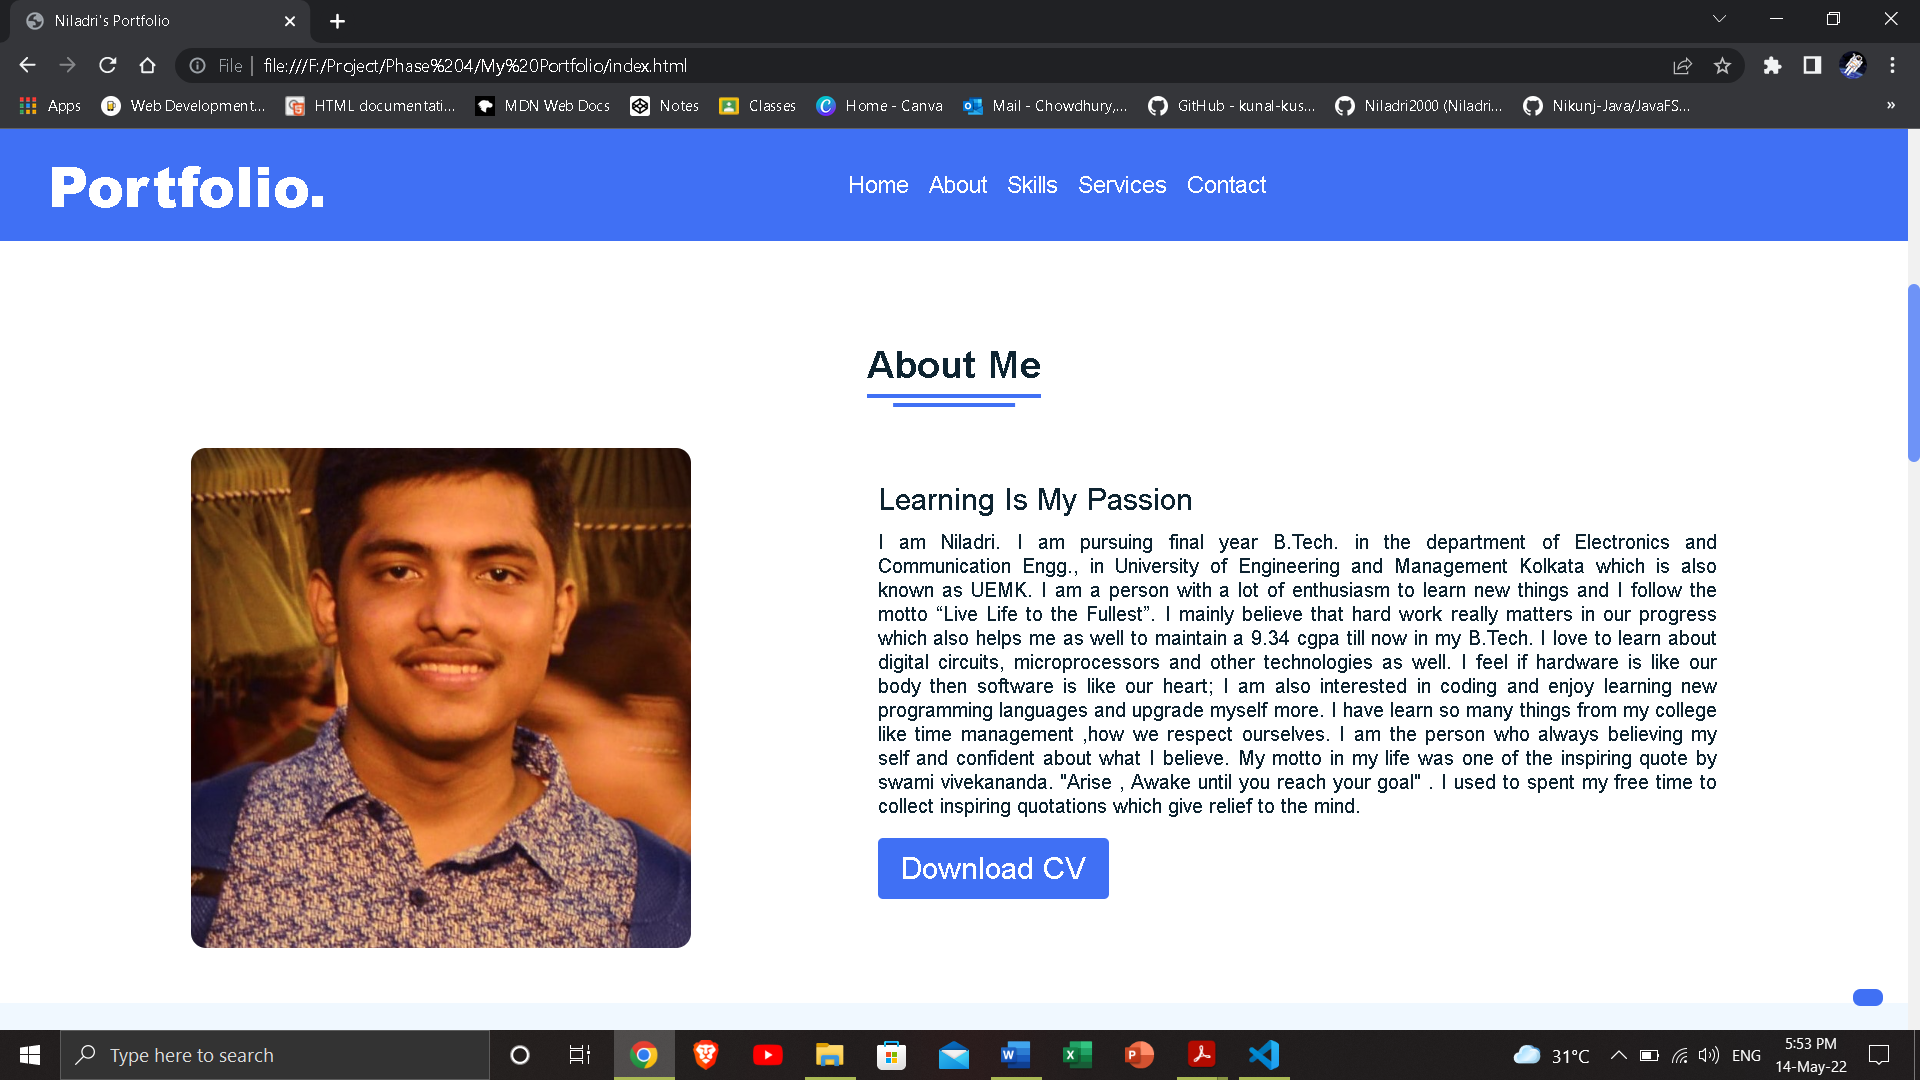 Niladri's Portfolio
File | file:///F:/Project/Phase%204/My%20Portfolio/index.html
Apps Web Development... HTML documentati... MDN Web Docs Notes Classes Home - Canva Mail - Chowdhury,... GitHub - kunal-kus... Niladri2000 (Niladri... Nikunj-Java/JavaFS... »
Portfolio.
Home About Skills Services Contact
About Me
Learning Is My Passion
I am Niladri. I am pursuing final year B.Tech. in the department of Electronics and
Communication Engg., in University of Engineering and Management Kolkata which is also
known as UEMK. I am a person with a lot of enthusiasm to learn new things and I follow the
motto “Live Life to the Fullest”. I mainly believe that hard work really matters in our progress
which also helps me as well to maintain a 9.34 cgpa till now in my B.Tech. I love to learn about
digital circuits, microprocessors and other technologies as well. I feel if hardware is like our
body then software is like our heart; I am also interested in coding and enjoy learning new
programming languages and upgrade myself more. I have learn so many things from my college
like time management ,how we respect ourselves. I am the person who always believing my
self and confident about what I believe. My motto in my life was one of the inspiring quote by
swami vivekananda. "Arise , Awake until you reach your goal" . I used to spent my free time to
collect inspiring quotations which give relief to the mind.
Download CV
Type here to search
31°C
ENG
5:53 PM
14-May-22